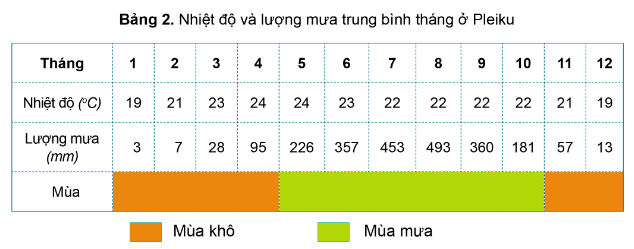 Bảng 2. Nhiệt độ và lượng mưa trung bình tháng ở Pleiku
Tháng 1 2 3 4 5 6 7 8 9 10 11 12
Nhiệt độ (°C) 19 21 23 24 24 23 22 22 22 22 21 19
Lượng mưa (mm) 3 7 28 95 226 357 453 493 360 181 57 13
Mùa
Mùa khô Mùa mưa